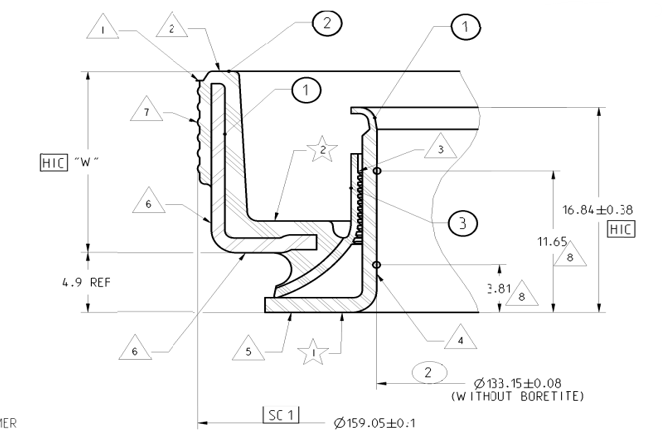 1
2
2
1
1
7
2
3
HIC "W"
6
3
16.84±0.38
HIC
11.65
8
4.9 REF
3.81
8
6
5
1
4
2
Ø133.15±0.08
(WITHOUT BORETITE)
SC 1
Ø159.05±0.1
MER